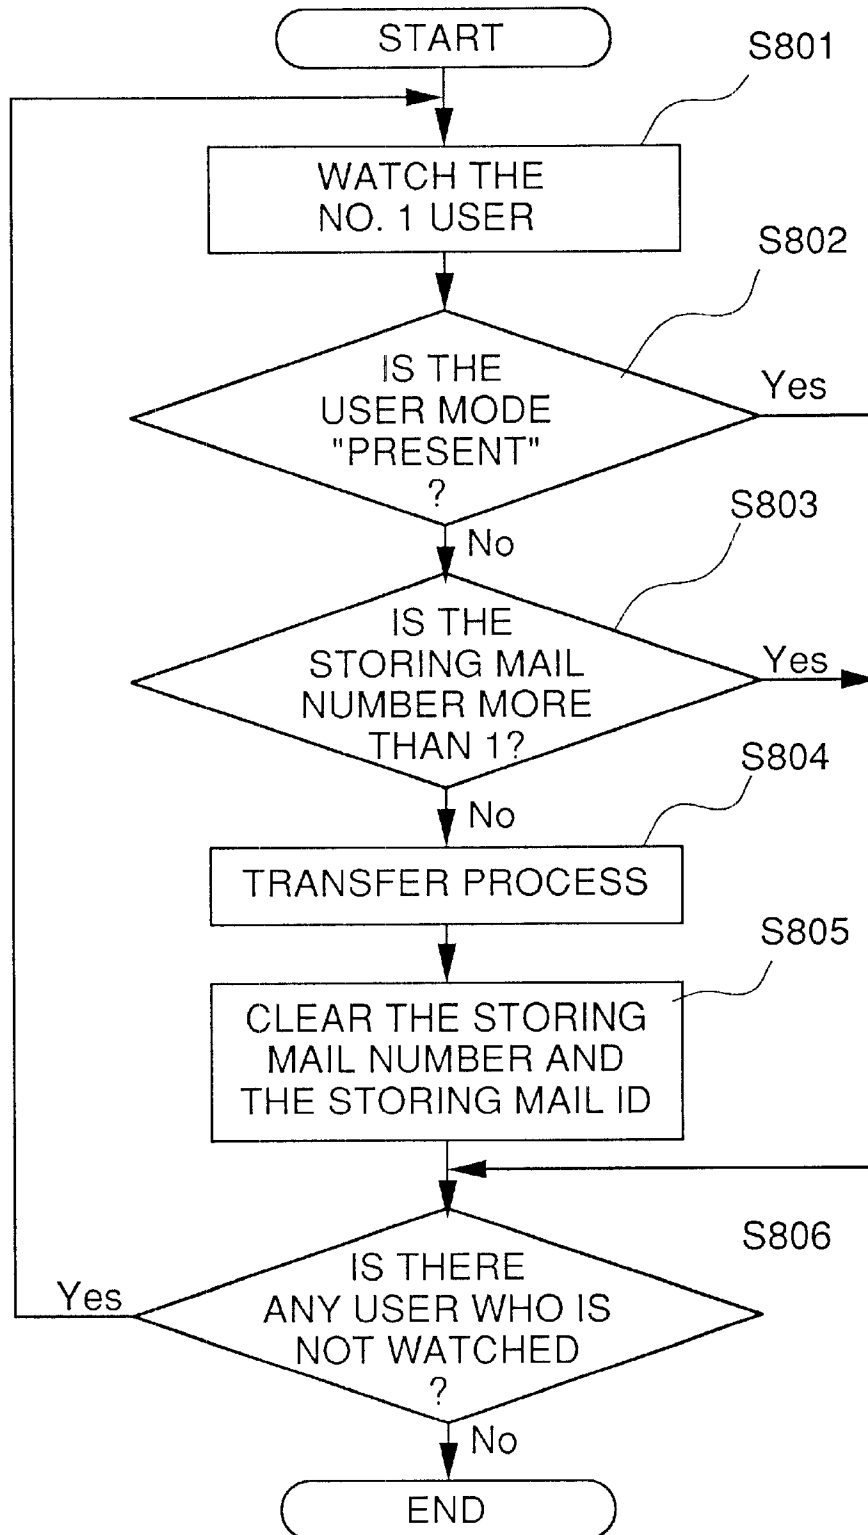 START
S801
WATCH THE
NO. 1 USER
S802
IS THE
USER MODE
"PRESENT"
?
Yes
No
S803
IS THE
STORING MAIL
NUMBER MORE
THAN 1?
Yes
No
S804
TRANSFER PROCESS
S805
CLEAR THE STORING
MAIL NUMBER AND
THE STORING MAIL ID
S806
IS THERE
ANY USER WHO IS
NOT WATCHED
?
Yes
No
END